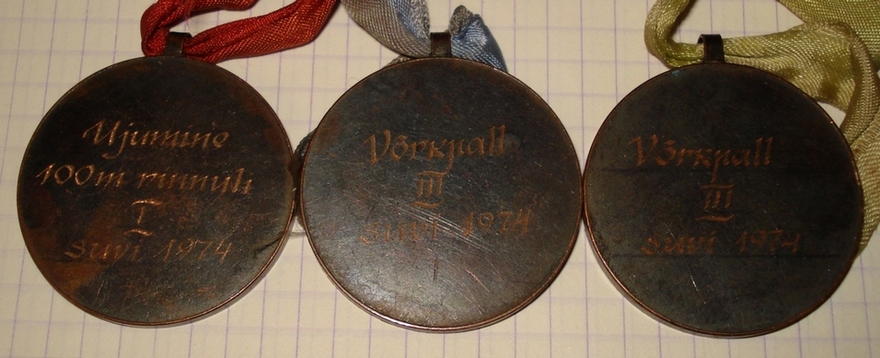 Ujumine
100m rinnuli
I
suvi 1974
Võrkpall
III
suvi 1974
Võrkpall
III
suvi 1974